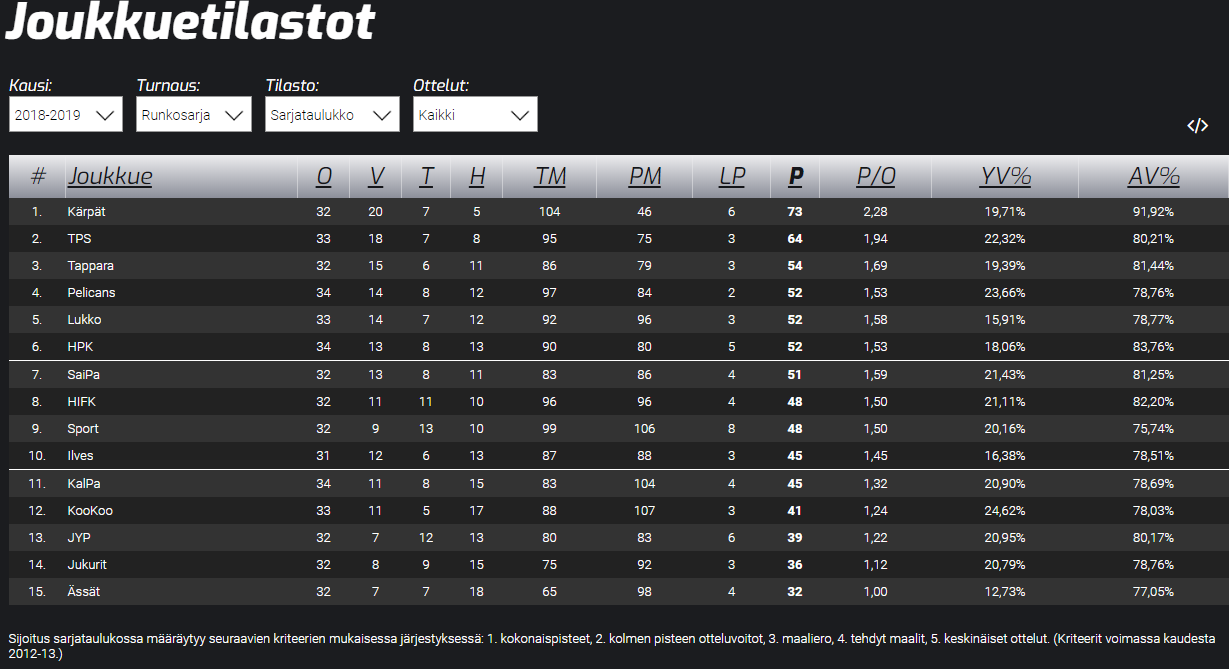 Joukkuetilastot
Kausi: Turnaus: Tilasto: Ottelut:
2018-2019 Runkosarja Sarjataulukko Kaikki
</>
# Joukkue O V T H TM PM LP P P/O YV% AV%
1. Kärpät 32 20 7 5 104 46 6 73 2,28 19,71% 91,92%
2. TPS 33 18 7 8 95 75 3 64 1,94 22,32% 80,21%
3. Tappara 32 15 6 11 86 79 3 54 1,69 19,39% 81,44%
4. Pelicans 34 14 8 12 97 84 2 52 1,53 23,66% 78,76%
5. Lukko 33 14 7 12 92 96 3 52 1,58 15,91% 78,77%
6. HPK 34 13 8 13 90 80 5 52 1,53 18,06% 83,76%
7. SaiPa 32 13 8 11 83 86 4 51 1,59 21,43% 81,25%
8. HIFK 32 11 11 10 96 96 4 48 1,50 21,11% 82,20%
9. Sport 32 9 13 10 99 106 8 48 1,50 20,16% 75,74%
10. Ilves 31 12 6 13 87 88 3 45 1,45 16,38% 78,51%
11. KalPa 34 11 8 15 83 104 4 45 1,32 20,90% 78,69%
12. KooKoo 33 11 5 17 88 107 3 41 1,24 24,62% 78,03%
13. JYP 32 7 12 13 80 83 6 39 1,22 20,95% 80,17%
14. Jukurit 32 8 9 15 75 92 3 36 1,12 20,79% 78,76%
15. Ässät 32 7 7 18 65 98 4 32 1,00 12,73% 77,05%
Sijoitus sarjataulukossa määräytyy seuraavien kriteerien mukaisessa järjestyksessä: 1. kokonaispisteet, 2. kolmen pisteen otteluvoitot, 3. maaliero, 4. tehdyt maalit, 5. keskinäiset ottelut. (Kriteerit voimassa kaudesta
2012-13.)